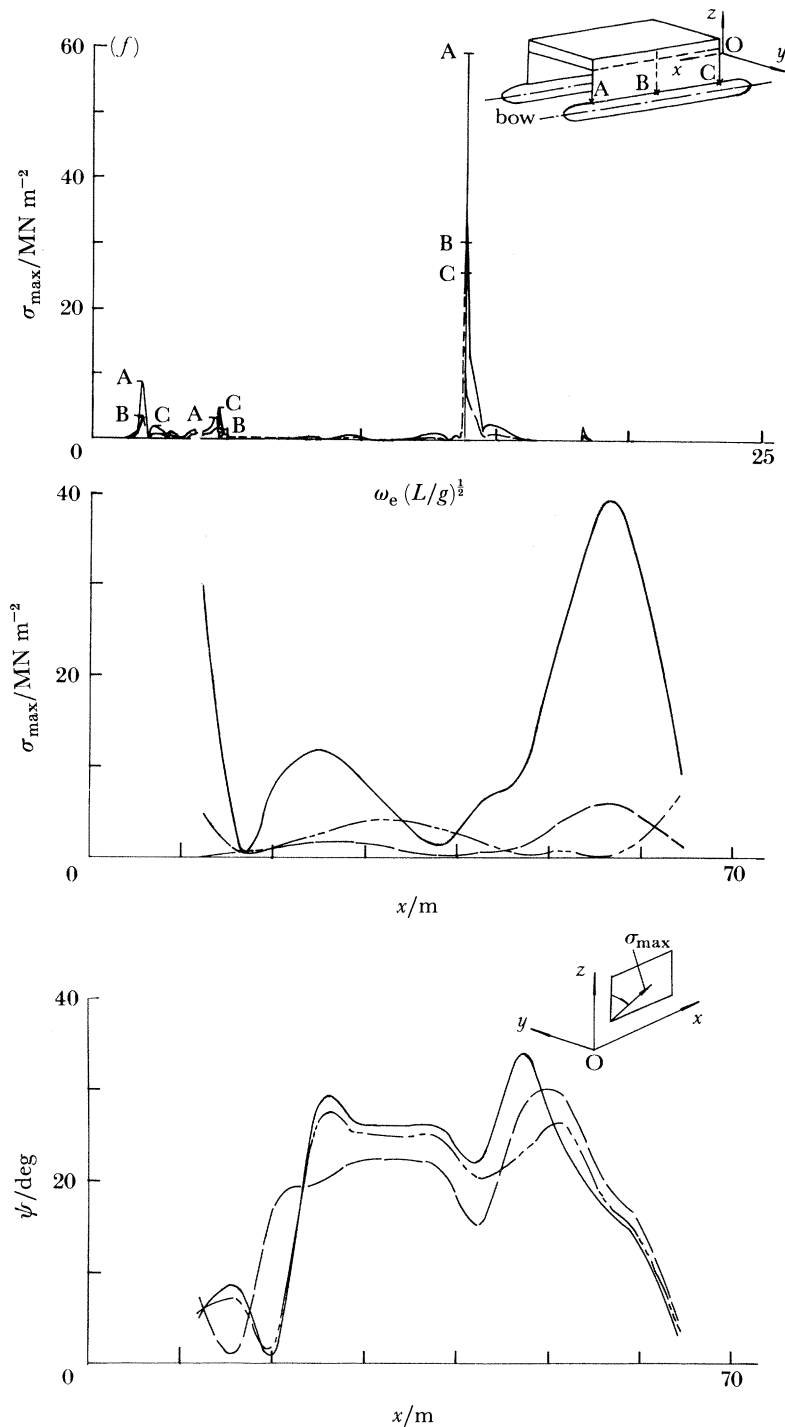 60
(f)
z
O
y
x
A
B
C
bow
A
B
C
40
20
σmax/MN m⁻²
A
B
C
A
C
B
0
25
ωe (L/g)^½
40
20
σmax/MN m⁻²
0
70
x/m
σmax
z
y
x
O
40
20
ψ/deg
0
70
x/m